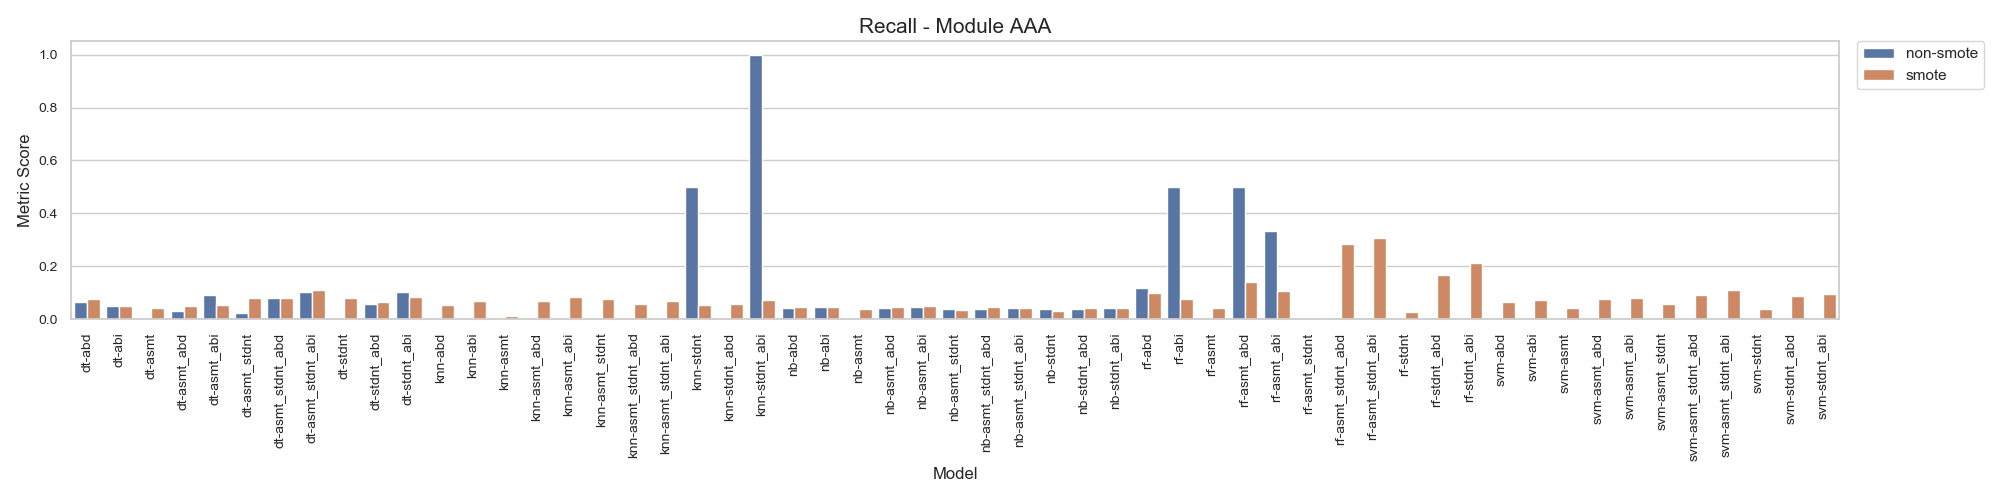 Recall - Module AAA
non-smote
smote
Metric Score
1.0
0.8
0.6
0.4
0.2
0.0
dt-abd
dt-abi
dt-asmt
dt-asmt_abd
dt-asmt_abi
dt-asmt_stdnt
dt-asmt_stdnt_abd
dt-asmt_stdnt_abi
dt-stdnt
dt-stdnt_abd
dt-stdnt_abi
knn-abd
knn-abi
knn-asmt
knn-asmt_abd
knn-asmt_abi
knn-asmt_stdnt
knn-asmt_stdnt_abd
knn-asmt_stdnt_abi
knn-stdnt
knn-stdnt_abd
knn-stdnt_abi
nb-abd
nb-abi
nb-asmt
nb-asmt_abd
nb-asmt_abi
nb-asmt_stdnt
nb-asmt_stdnt_abd
nb-asmt_stdnt_abi
nb-stdnt
nb-stdnt_abd
nb-stdnt_abi
rf-abd
rf-abi
rf-asmt
rf-asmt_abd
rf-asmt_abi
rf-asmt_stdnt
rf-asmt_stdnt_abd
rf-asmt_stdnt_abi
rf-stdnt
rf-stdnt_abd
rf-stdnt_abi
svm-abd
svm-abi
svm-asmt
svm-asmt_abd
svm-asmt_abi
svm-asmt_stdnt
svm-asmt_stdnt_abd
svm-asmt_stdnt_abi
svm-stdnt
svm-stdnt_abd
svm-stdnt_abi
Model